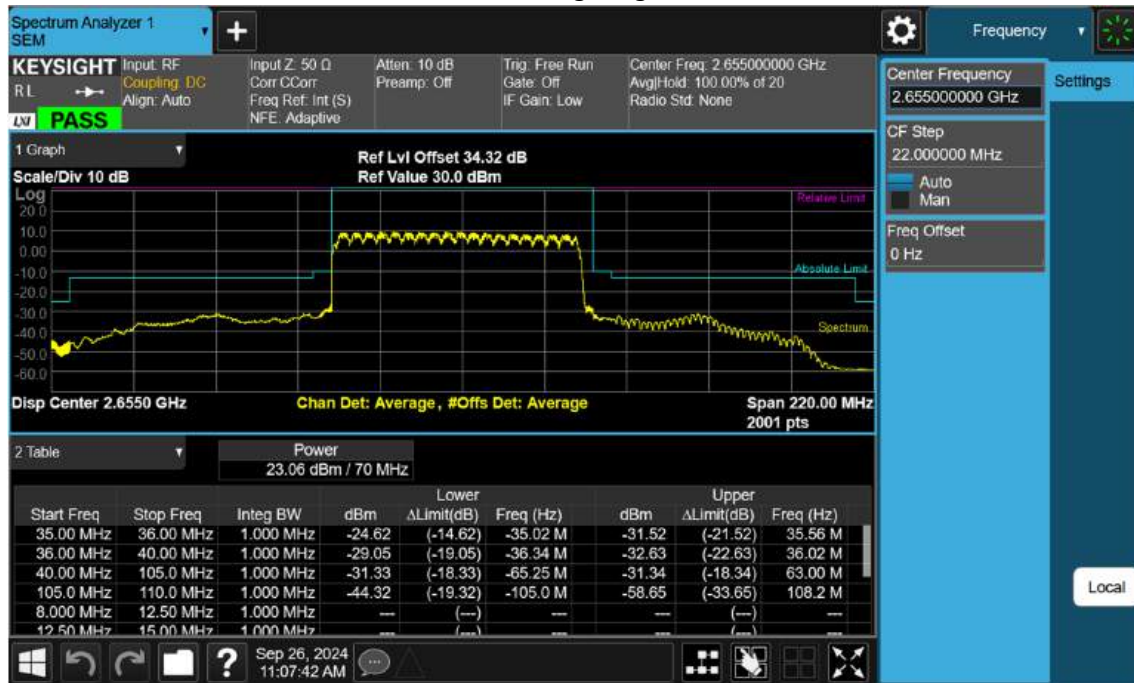 Spectrum Analyzer 1
SEM
+
Frequency
KEYSIGHT
Input: RF
Input Z: 50 Ω
Atten: 10 dB
Trig: Free Run
Center Freq: 2.655000000 GHz
RL
Coupling: DC
Corr CCorr
Preamp: Off
Gate: Off
Avg|Hold: 100.00% of 20
Align: Auto
Freq Ref: Int (S)
IF Gain: Low
Radio Std: None
LXI
PASS
NFE: Adaptive
Center Frequency
2.655000000 GHz
Settings
CF Step
22.000000 MHz
Auto
Man
Freq Offset
0 Hz
1 Graph
Ref Lvl Offset 34.32 dB
Scale/Div 10 dB
Ref Value 30.0 dBm
Log
Relative Limit
20.0
10.0
0.00
-10.0
Absolute Limit
-20.0
-30.0
Spectrum
-40.0
-50.0
-60.0
Disp Center 2.6550 GHz
Chan Det: Average, #Offs Det: Average
Span 220.00 MHz
2001 pts
2 Table
Power
23.06 dBm / 70 MHz
Lower Upper
Start Freq Stop Freq Integ BW dBm ΔLimit(dB) Freq (Hz) dBm ΔLimit(dB) Freq (Hz)
35.00 MHz 36.00 MHz 1.000 MHz -24.62 (-14.62) -35.02 M -31.52 (-21.52) 35.56 M
36.00 MHz 40.00 MHz 1.000 MHz -29.05 (-19.05) -36.34 M -32.63 (-22.63) 36.02 M
40.00 MHz 105.0 MHz 1.000 MHz -31.33 (-18.33) -65.25 M -31.34 (-18.34) 63.00 M
105.0 MHz 110.0 MHz 1.000 MHz -44.32 (-19.32) -105.0 M -58.65 (-33.65) 108.2 M
8.000 MHz 12.50 MHz 1.000 MHz --- (---) --- --- (---) ---
12.50 MHz 15.00 MHz 1.000 MHz --- (---) --- --- (---) ---
Local
?
Sep 26, 2024
11:07:42 AM